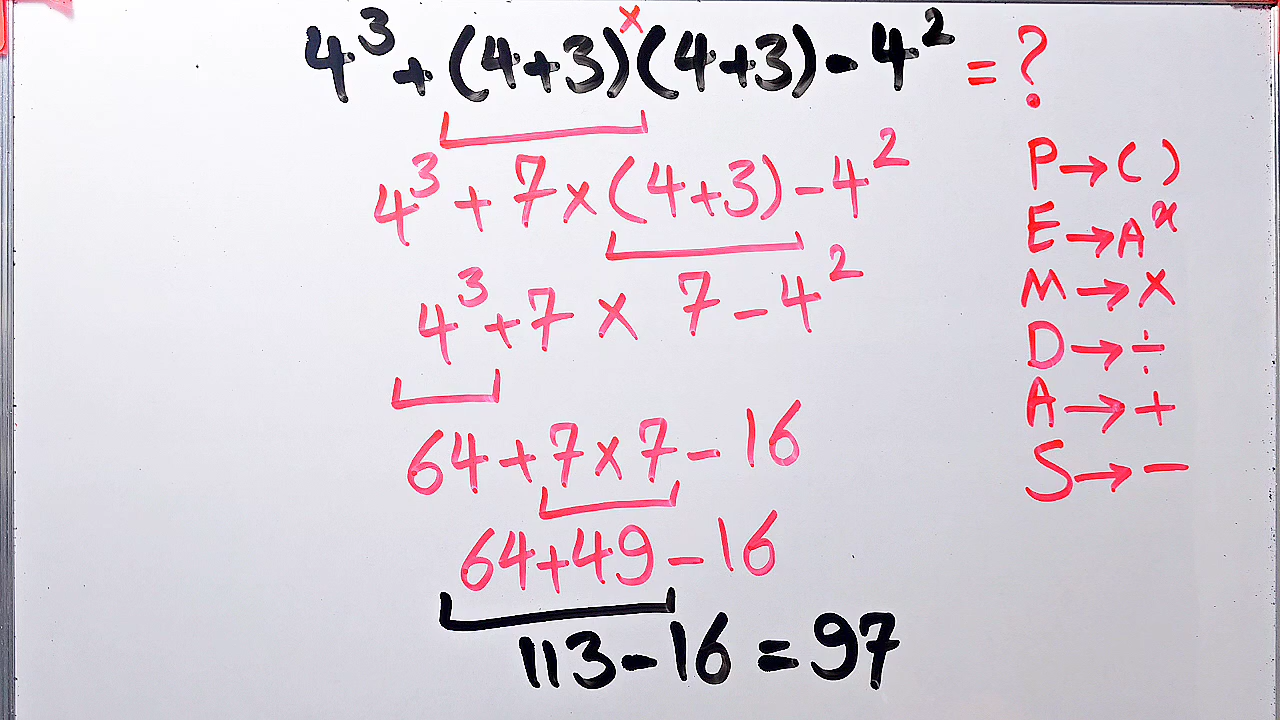 4³ + (4+3)×(4+3) - 4² = ?
4³ + 7 × (4+3) - 4²
4³ + 7 × 7 - 4²
64 + 7 × 7 - 16
64 + 49 - 16
113 - 16 = 97
P → ( )
E → Aˣ
M → ×
D → ÷
A → +
S → -